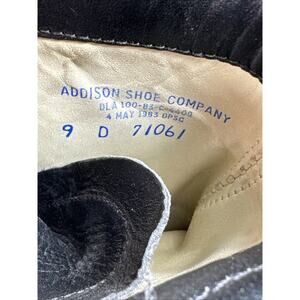 ADDISON SHOE COMPANY
DLA 100-83-C-4400
4 MAY 1983 DPSC
9 D 71061